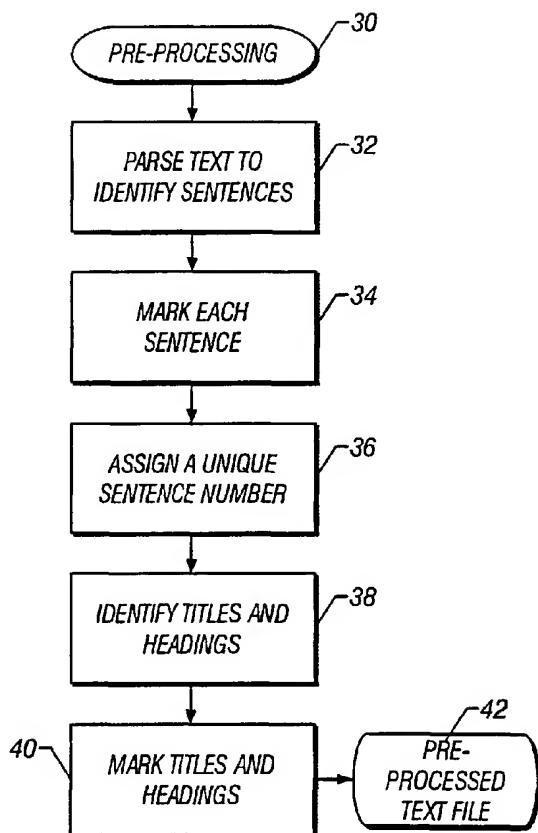 30
PRE-PROCESSING
32
PARSE TEXT TO
IDENTIFY SENTENCES
34
MARK EACH
SENTENCE
36
ASSIGN A UNIQUE
SENTENCE NUMBER
38
IDENTIFY TITLES AND
HEADINGS
40
MARK TITLES AND
HEADINGS
42
PRE-
PROCESSED
TEXT FILE